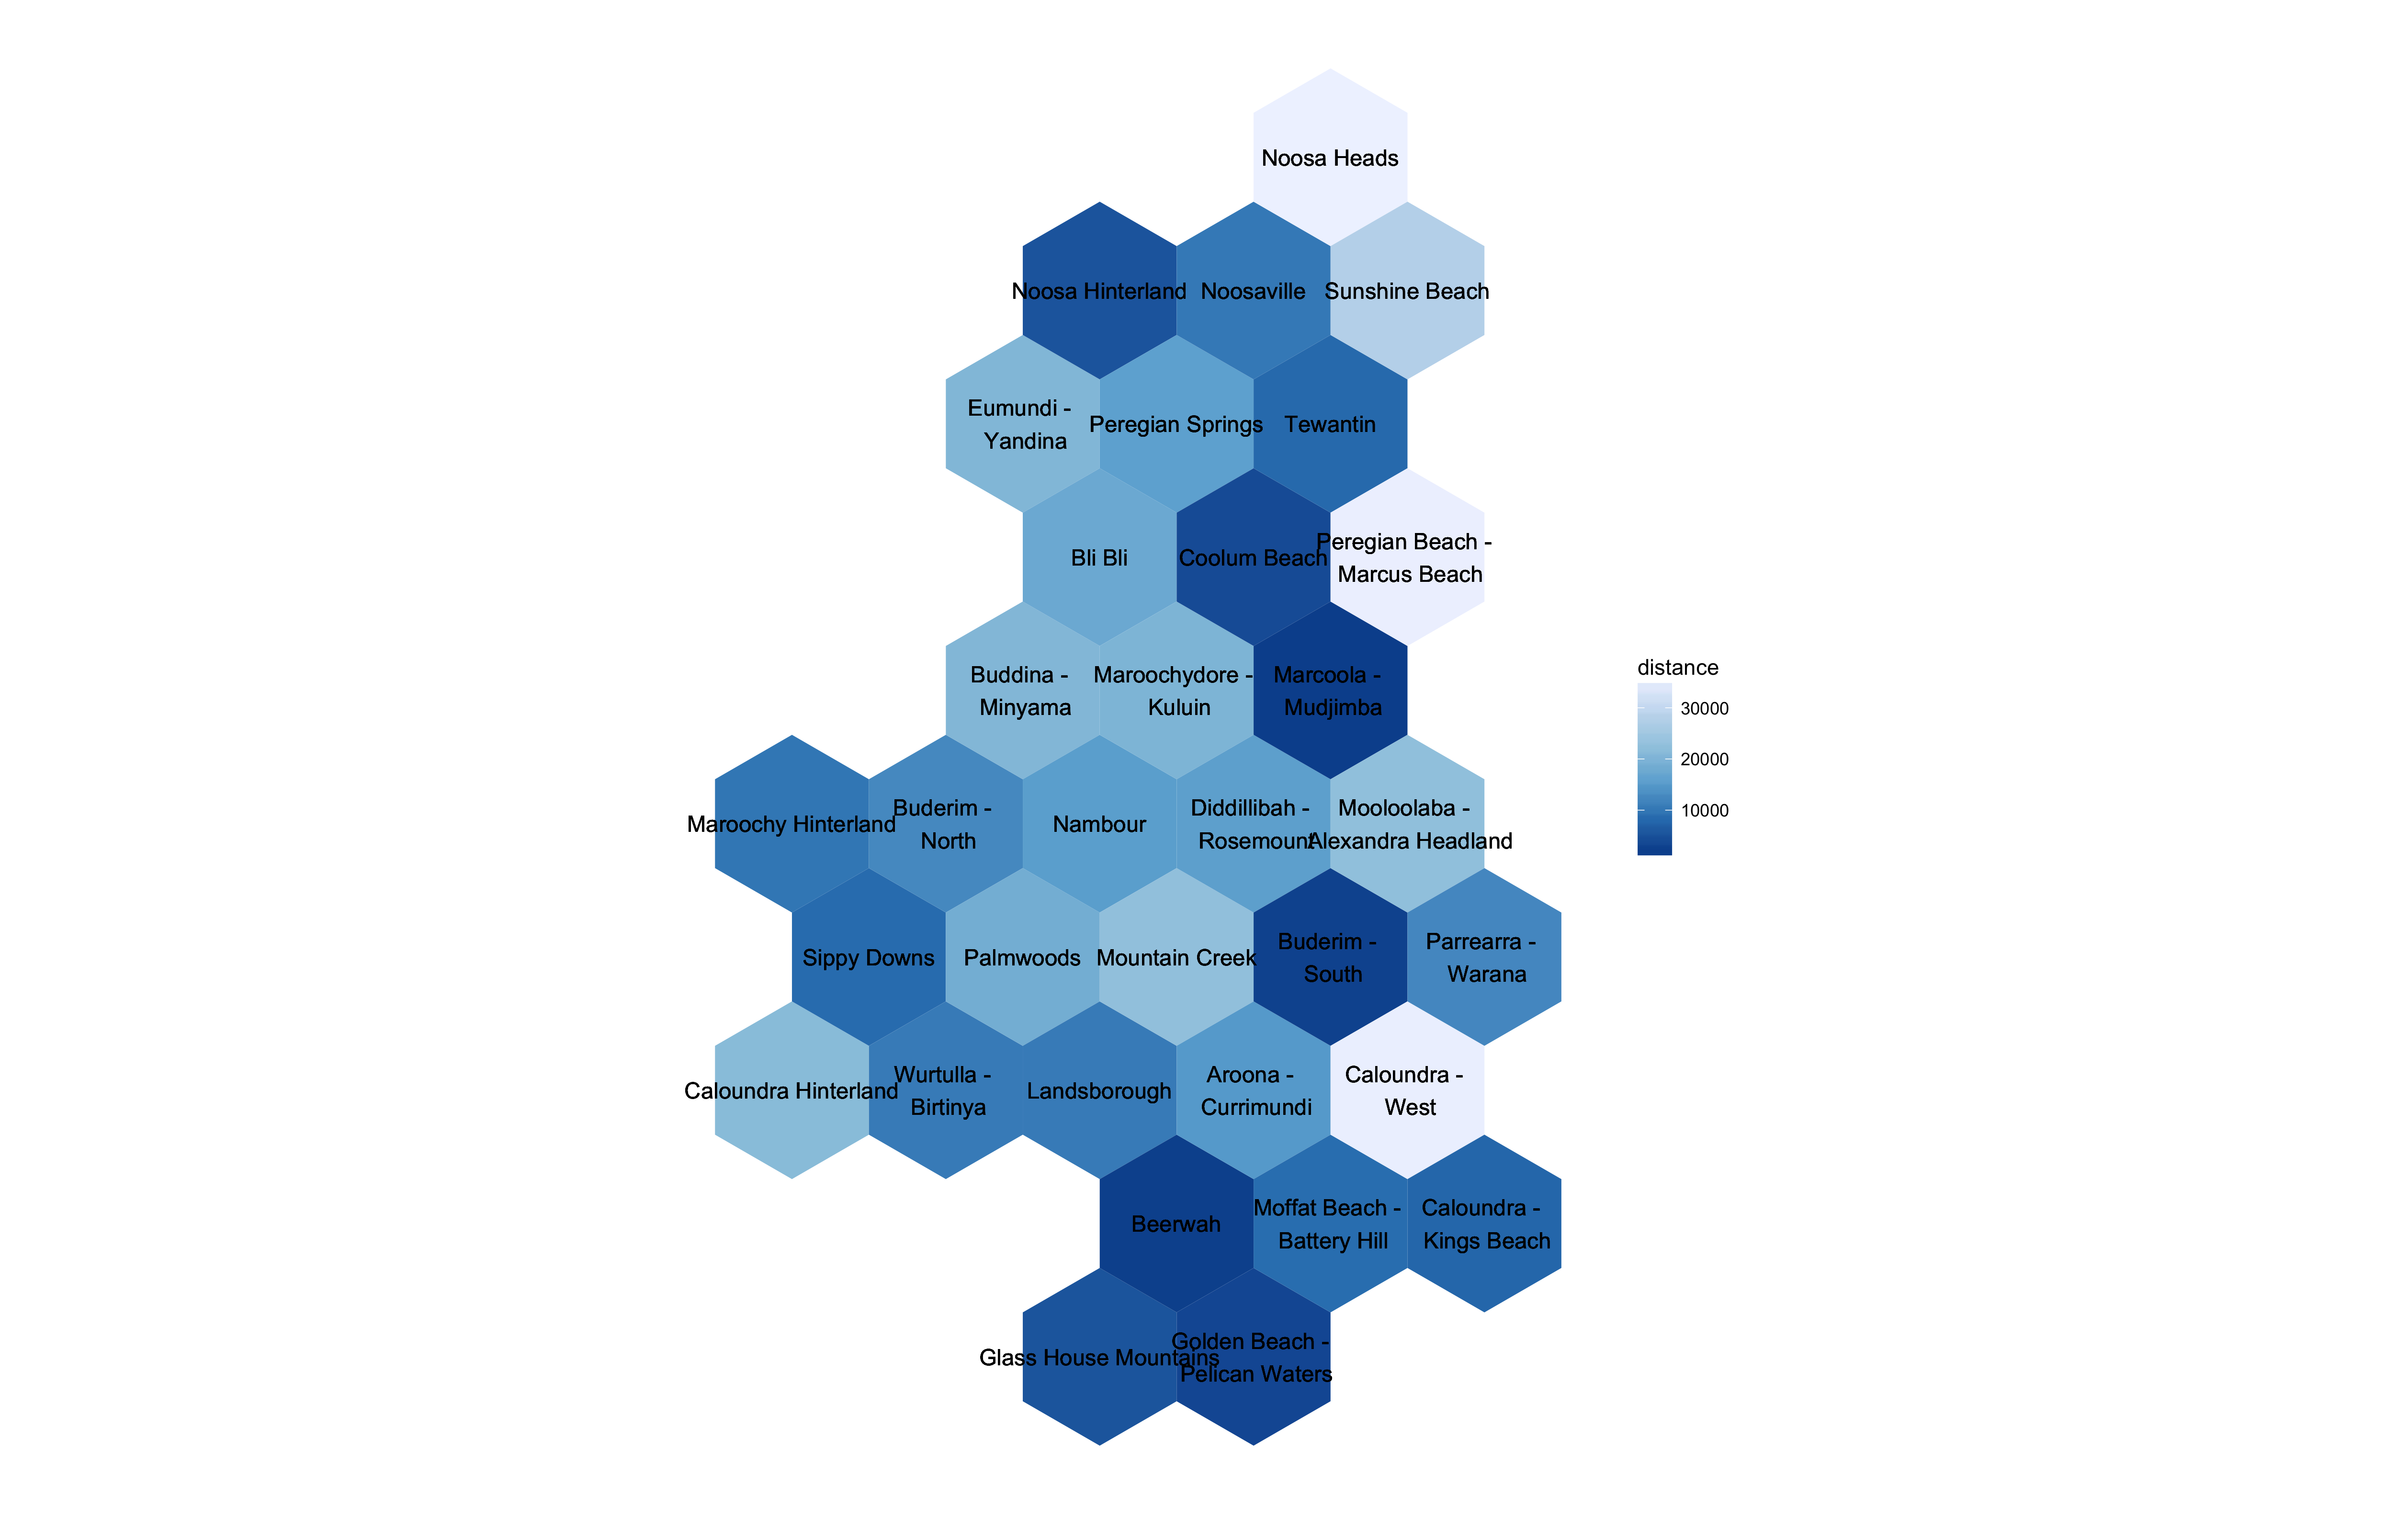 Noosa Heads
Noosa Hinterland
Noosaville
Sunshine Beach
Eumundi -
Yandina
Peregian Springs
Tewantin
Bli Bli
Coolum Beach
Peregian Beach -
Marcus Beach
Buddina -
Minyama
Maroochydore -
Kuluin
Marcoola -
Mudjimba
distance
30000
20000
10000
Maroochy Hinterland
Buderim -
North
Nambour
Diddillibah -
Rosemount
Mooloolaba -
Alexandra Headland
Sippy Downs
Palmwoods
Mountain Creek
Buderim -
South
Parrearra -
Warana
Caloundra Hinterland
Wurtulla -
Birtinya
Landsborough
Aroona -
Currimundi
Caloundra -
West
Beerwah
Moffat Beach -
Battery Hill
Caloundra -
Kings Beach
Glass House Mountains
Golden Beach -
Pelican Waters